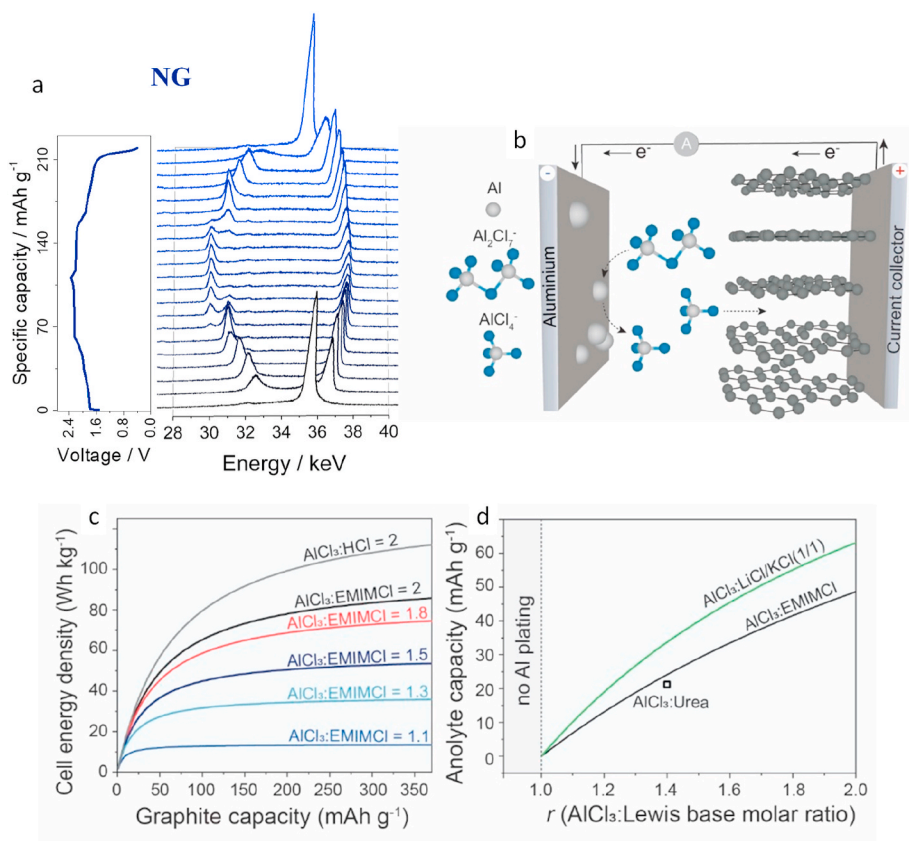 a
NG
Specific capacity / mAh g⁻¹
210
140
70
0
2.4
1.6
0.8
0.0
Voltage / V
28
30
32
34
36
38
40
Energy / keV
b
A
e⁻
e⁻
-
+
Al
Al₂Cl₇⁻
AlCl₄⁻
Aluminium
Current collector
c
Cell energy density (Wh kg⁻¹)
100
80
60
40
20
0
AlCl₃:HCl = 2
AlCl₃:EMIMCl = 2
AlCl₃:EMIMCl = 1.8
AlCl₃:EMIMCl = 1.5
AlCl₃:EMIMCl = 1.3
AlCl₃:EMIMCl = 1.1
0
50
100
150
200
250
300
350
Graphite capacity (mAh g⁻¹)
d
Anolyte capacity (mAh g⁻¹)
60
50
40
30
20
10
0
no Al plating
AlCl₃:LiCl/KCl(1/1)
AlCl₃:EMIMCl
AlCl₃:Urea
1.0
1.2
1.4
1.6
1.8
2.0
r (AlCl₃:Lewis base molar ratio)